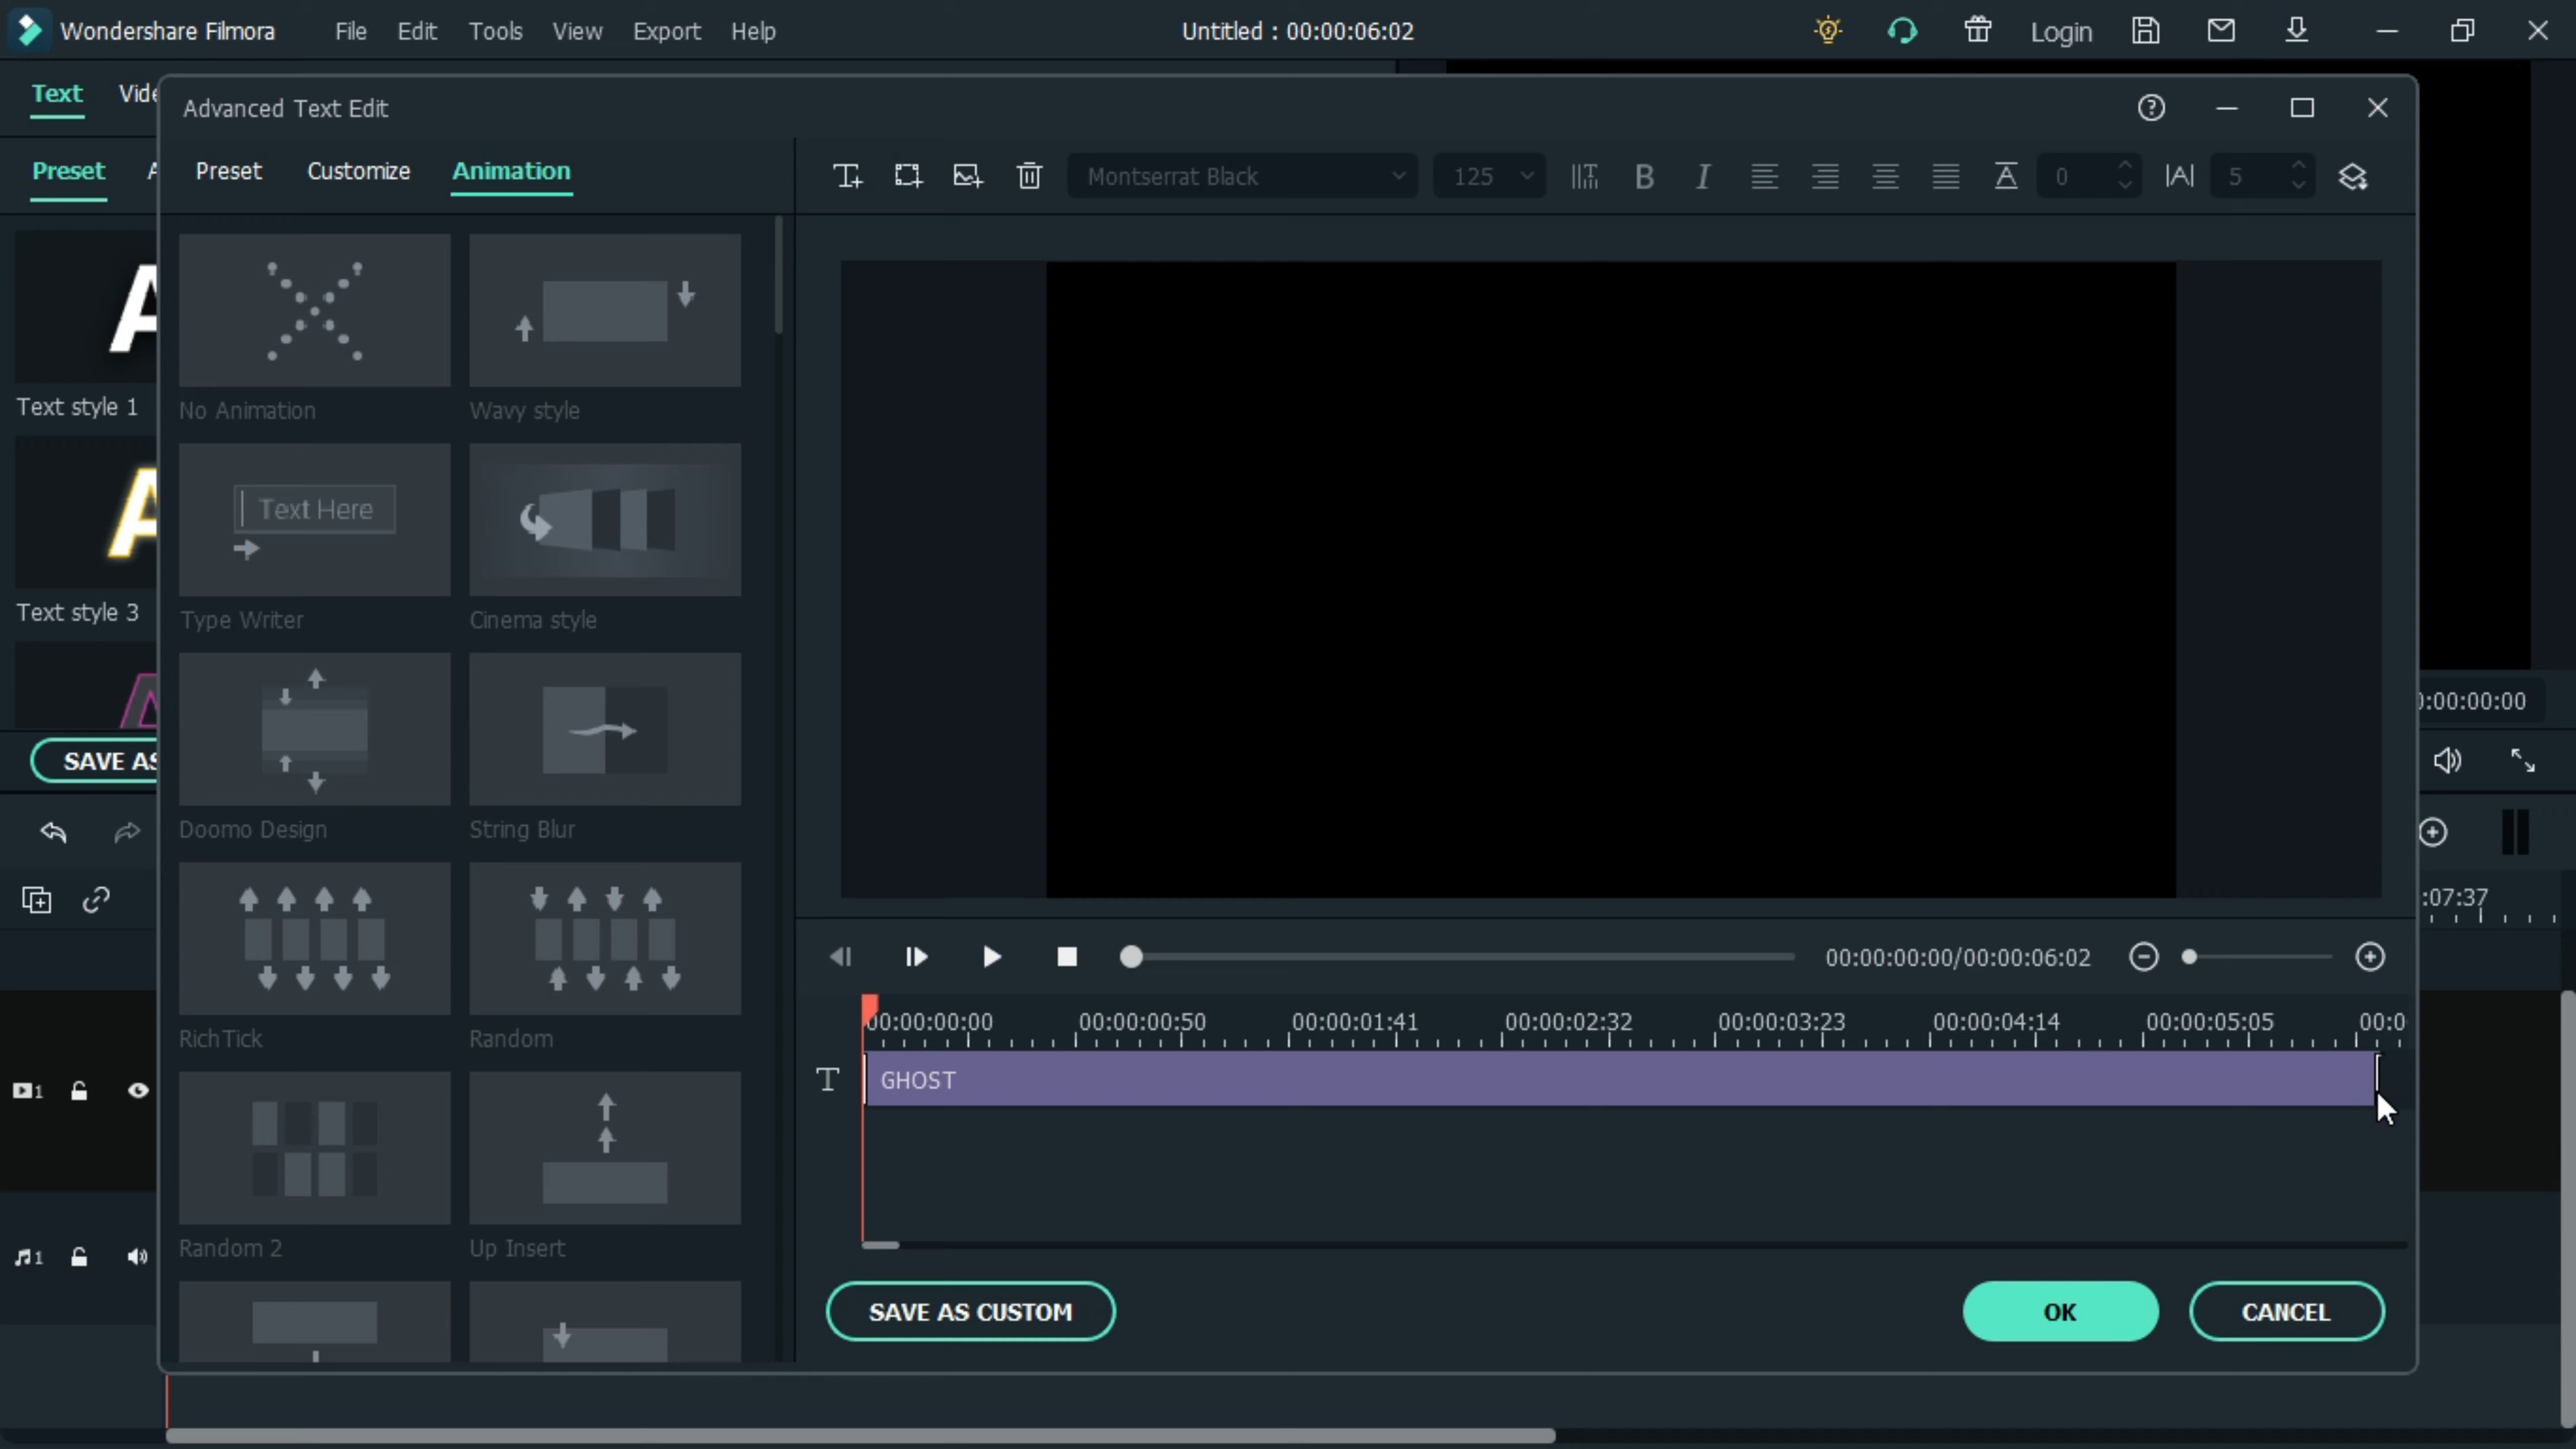 Wondershare Filmora File Edit Tools View Export Help Untitled : 00:00:06:02 Login
Text
Advanced Text Edit
Preset
Preset Customize Animation
Montserrat Black 125 B I 0 5
No Animation Wavy style
Text style 1
Text Here
Type Writer Cinema style
Text style 3
SAVE AS
0:00:00:00
Doomo Design String Blur
:07:37
00:00:00:00/00:00:06:02
00:00:00:00 00:00:00:50 00:00:01:41 00:00:02:32 00:00:03:23 00:00:04:14 00:00:05:05 00:0
RichTick Random
T GHOST
1
Random 2 Up Insert
1
SAVE AS CUSTOM OK CANCEL